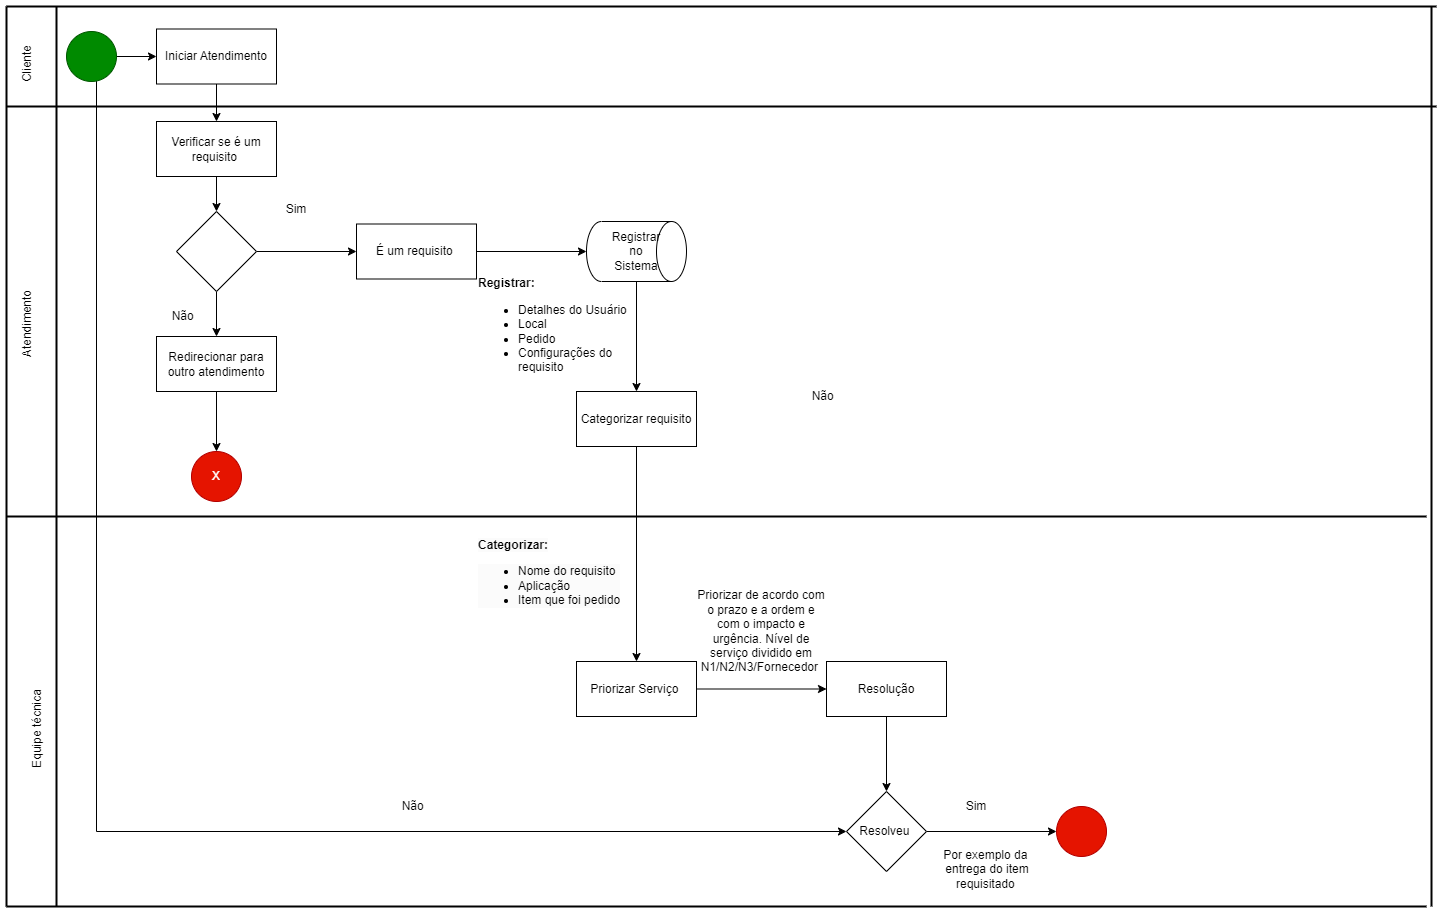 Cliente
Iniciar Atendimento
Atendimento
Verificar se é um
requisito
Sim
É um requisito
Registrar
no
Sistema
Registrar:
Detalhes do Usuário
Local
Pedido
Configurações do
requisito
Não
Redirecionar para
outro atendimento
Categorizar requisito
Não
X
Equipe técnica
Categorizar:
Nome do requisito
Aplicação
Item que foi pedido
Priorizar de acordo com
o prazo e a ordem e
com o impacto e
urgência. Nível de
serviço dividido em
N1/N2/N3/Fornecedor
Priorizar Serviço
Resolução
Não
Resolveu
Sim
Por exemplo da
entrega do item
requisitado